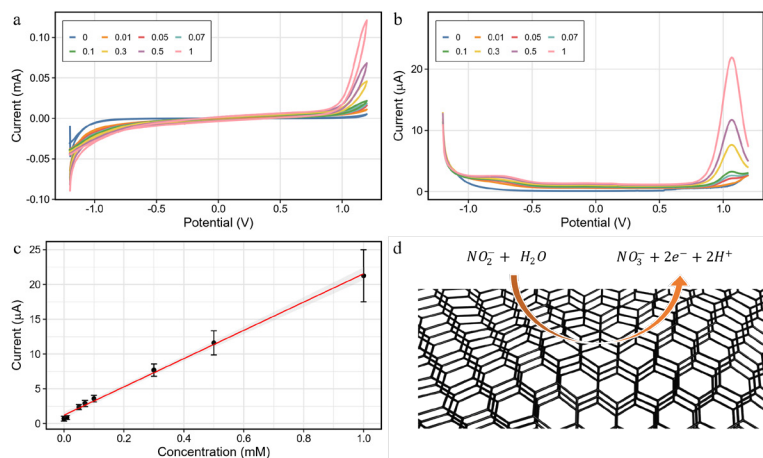 a
0 0.01 0.05 0.07
0.1 0.3 0.5 1
0.10
0.05
0.00
-0.05
-0.10
Current (mA)
-1.0 -0.5 0.0 0.5 1.0
Potential (V)
b
0 0.01 0.05 0.07
0.1 0.3 0.5 1
20
10
0
Current (µA)
-1.0 -0.5 0.0 0.5 1.0
Potential (V)
c
25
20
15
10
5
0
Current (µA)
0.0 0.2 0.4 0.6 0.8 1.0
Concentration (mM)
d
NO₂⁻ + H₂O NO₃⁻ + 2e⁻ + 2H⁺